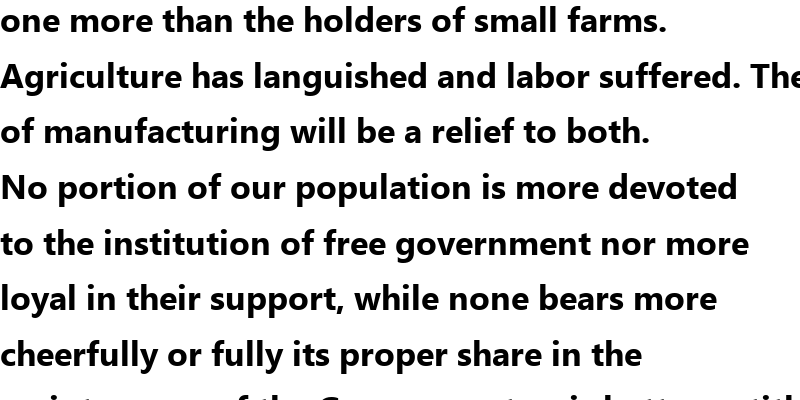 one more than the holders of small farms.
Agriculture has languished and labor suffered. The
of manufacturing will be a relief to both.
No portion of our population is more devoted
to the institution of free government nor more
loyal in their support, while none bears more
cheerfully or fully its proper share in the
of the